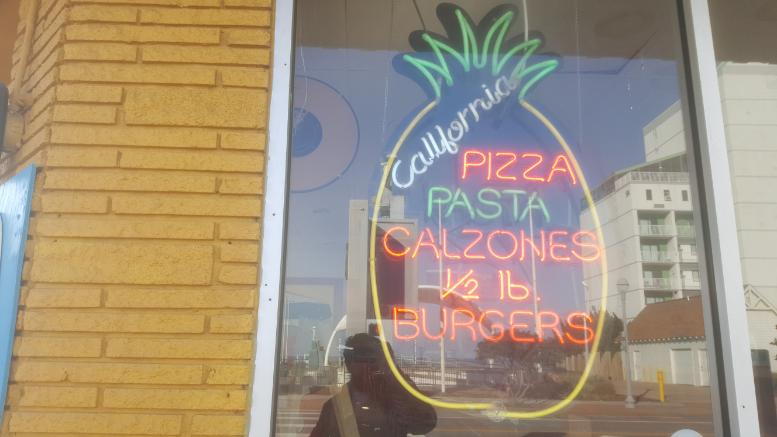 California
PIZZA
PASTA
CALZONES
½ lb.
BURGERS